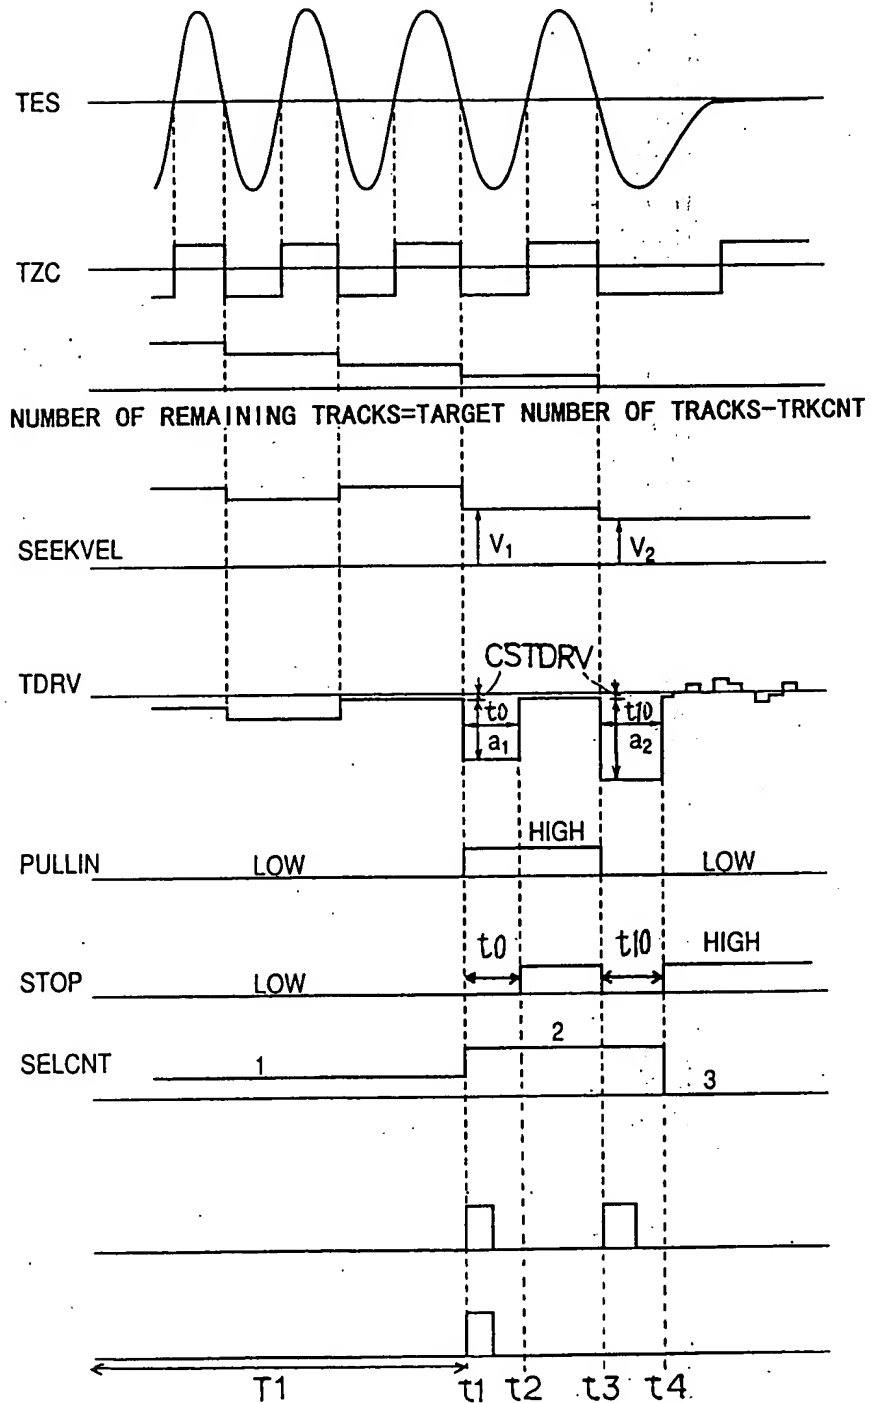 TES
TZC
NUMBER OF REMAINING TRACKS=TARGET NUMBER OF TRACKS-TRKCNT
SEEKVEL
V1
V2
TDRV
CSTDRV
t0
t10
a1
a2
PULLIN
LOW
HIGH
LOW
STOP
LOW
t0
t10
HIGH
SELCNT
1
2
3
T1
t1 t2 t3 t4